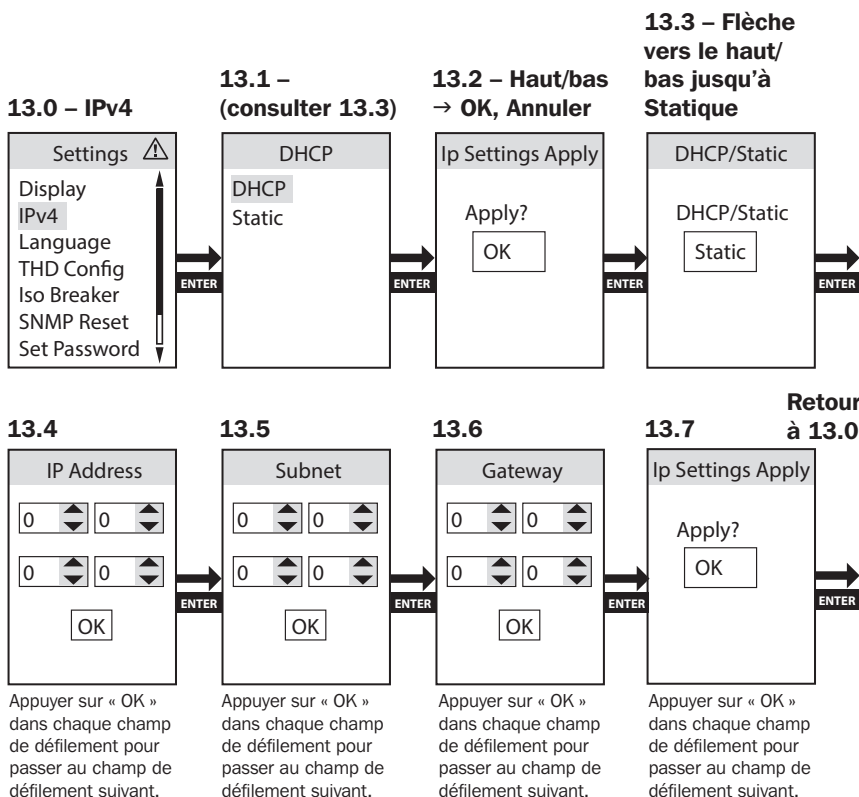 13.0 – IPv4
Settings
Display
IPv4
Language
THD Config
Iso Breaker
SNMP Reset
Set Password
ENTER
13.1 –
(consulter 13.3)
DHCP
DHCP
Static
ENTER
13.2 – Haut/bas
→ OK, Annuler
Ip Settings Apply
Apply?
OK
ENTER
13.3 – Flèche
vers le haut/
bas jusqu’à
Statique
DHCP/Static
DHCP/Static
Static
ENTER
13.4
IP Address
0 0
0 0
OK
Appuyer sur « OK »
dans chaque champ
de défilement pour
passer au champ de
défilement suivant.
ENTER
13.5
Subnet
0 0
0 0
OK
Appuyer sur « OK »
dans chaque champ
de défilement pour
passer au champ de
défilement suivant.
ENTER
13.6
Gateway
0 0
0 0
OK
Appuyer sur « OK »
dans chaque champ
de défilement pour
passer au champ de
défilement suivant.
ENTER
13.7
Ip Settings Apply
Apply?
OK
Appuyer sur « OK »
dans chaque champ
de défilement pour
passer au champ de
défilement suivant.
ENTER
Retour
à 13.0